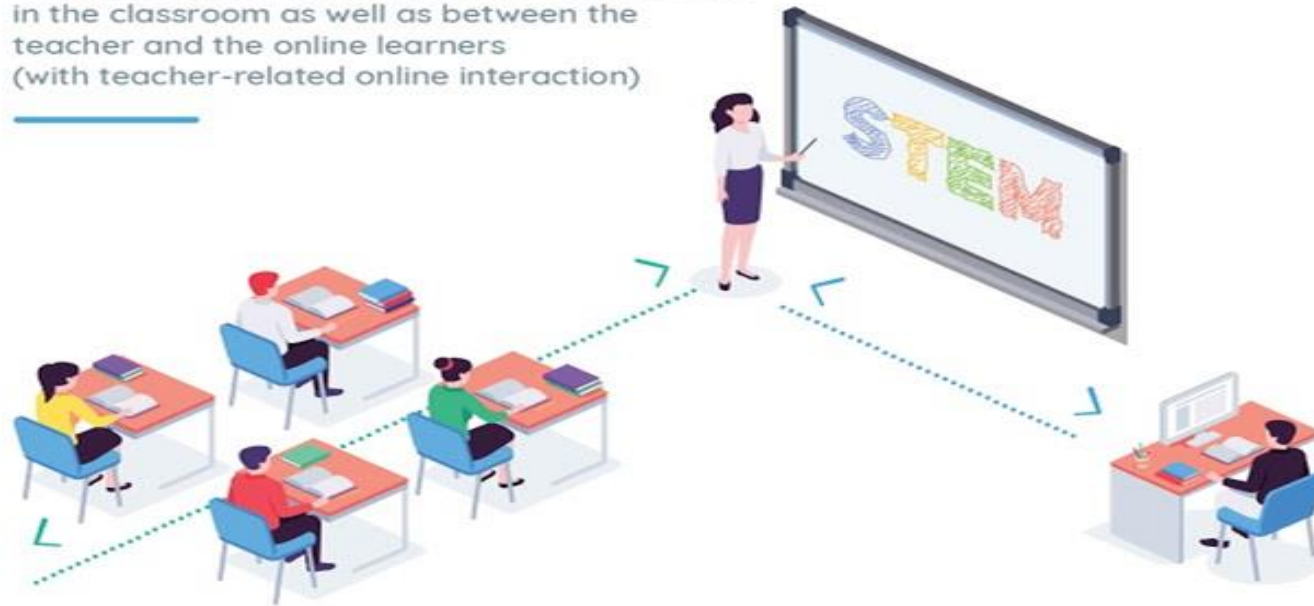 in the classroom as well as between the
teacher and the online learners
(with teacher-related online interaction)
STEM